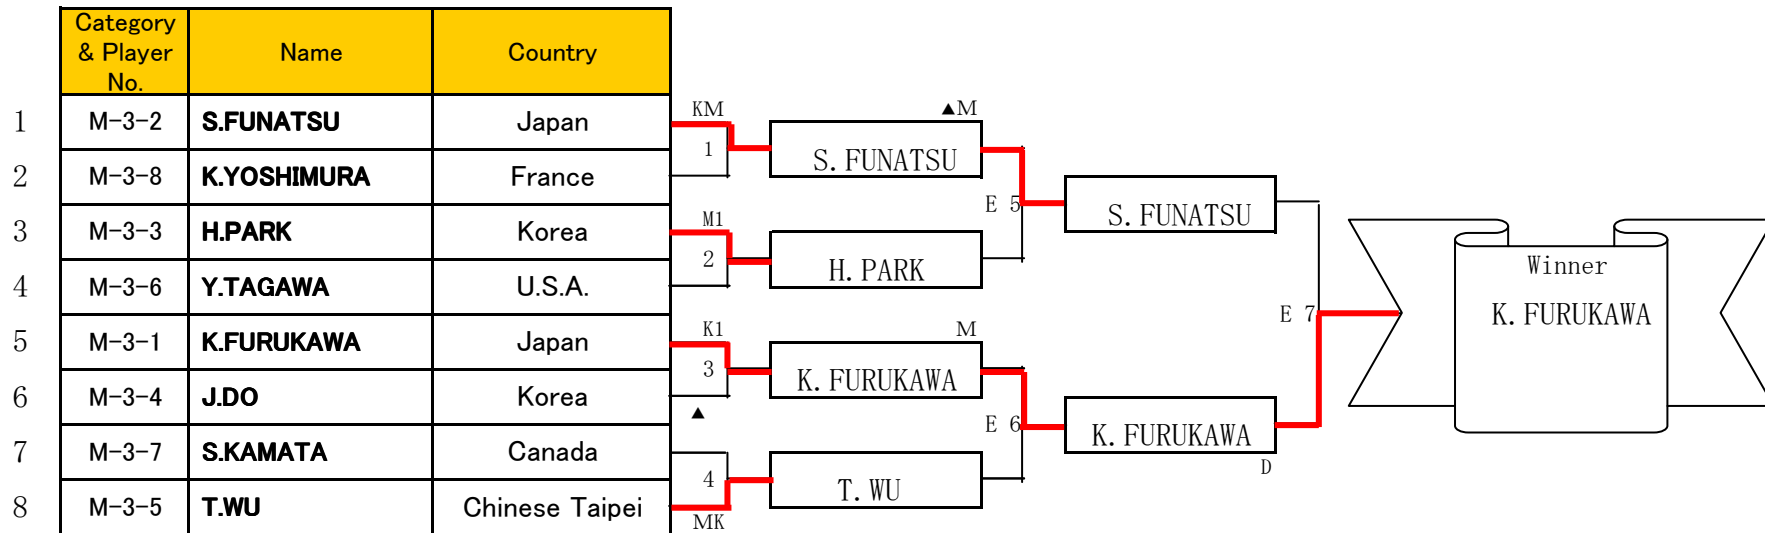 Category & Player No. Name Country
1 M-3-2 S.FUNATSU Japan
2 M-3-8 K.YOSHIMURA France
3 M-3-3 H.PARK Korea
4 M-3-6 Y.TAGAWA U.S.A.
5 M-3-1 K.FURUKAWA Japan
6 M-3-4 J.DO Korea
7 M-3-7 S.KAMATA Canada
8 M-3-5 T.WU Chinese Taipei
KM
1
M1
2
K1
3
▲
4
MK
▲M
S. FUNATSU
E 5
H. PARK
M
K. FURUKAWA
E 6
T. WU
S. FUNATSU
E 7
K. FURUKAWA
D
Winner
K. FURUKAWA